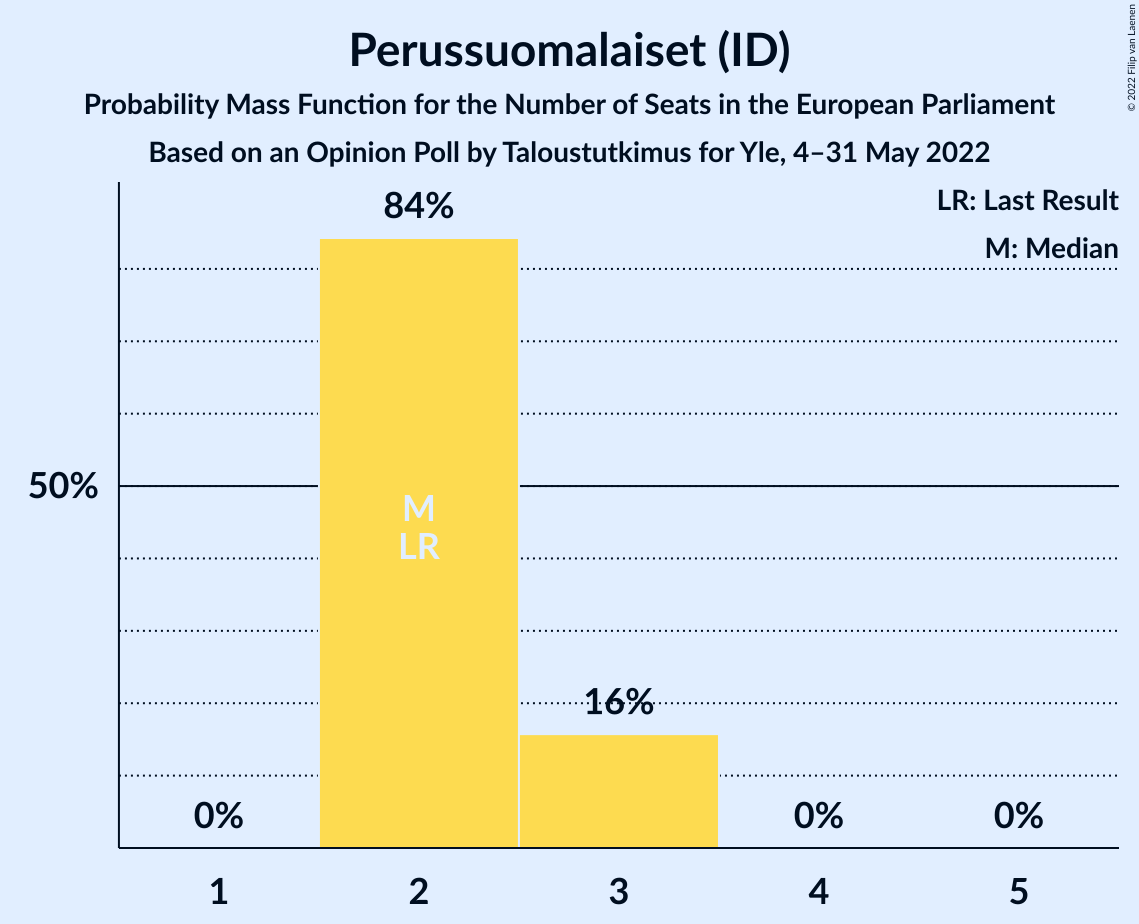 Perussuomalaiset (ID)
Probability Mass Function for the Number of Seats in the European Parliament
Based on an Opinion Poll by Taloustutkimus for Yle, 4–31 May 2022
© 2022 Filip van Laenen
LR: Last Result
M: Median
84%
50%
M
LR
16%
0%
0%
0%
1
2
3
4
5